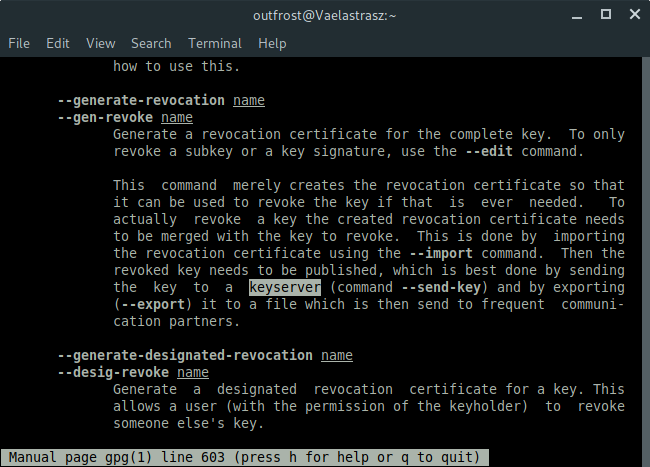 outfrost@Vaelastrasz:~
File Edit View Search Terminal Help
how to use this.
--generate-revocation name
--gen-revoke name
Generate a revocation certificate for the complete key.  To only
revoke a subkey or a key signature, use the --edit command.
This  command  merely creates the revocation certificate so that
it can be used to revoke the key if that  is  ever  needed.   To
actually  revoke  a key the created revocation certificate needs
to be merged with the key to revoke.  This is done by  importing
the revocation certificate using the --import command.  Then the
revoked key needs to be published, which is best done by sending
the  key  to  a  keyserver (command --send-key) and by exporting
(--export) it to a file which is then send to frequent  communi-
cation partners.
--generate-designated-revocation name
--desig-revoke name
Generate  a  designated  revocation  certificate for a key. This
allows a user (with the permission of the keyholder)  to  revoke
someone else's key.
Manual page gpg(1) line 603 (press h for help or q to quit)